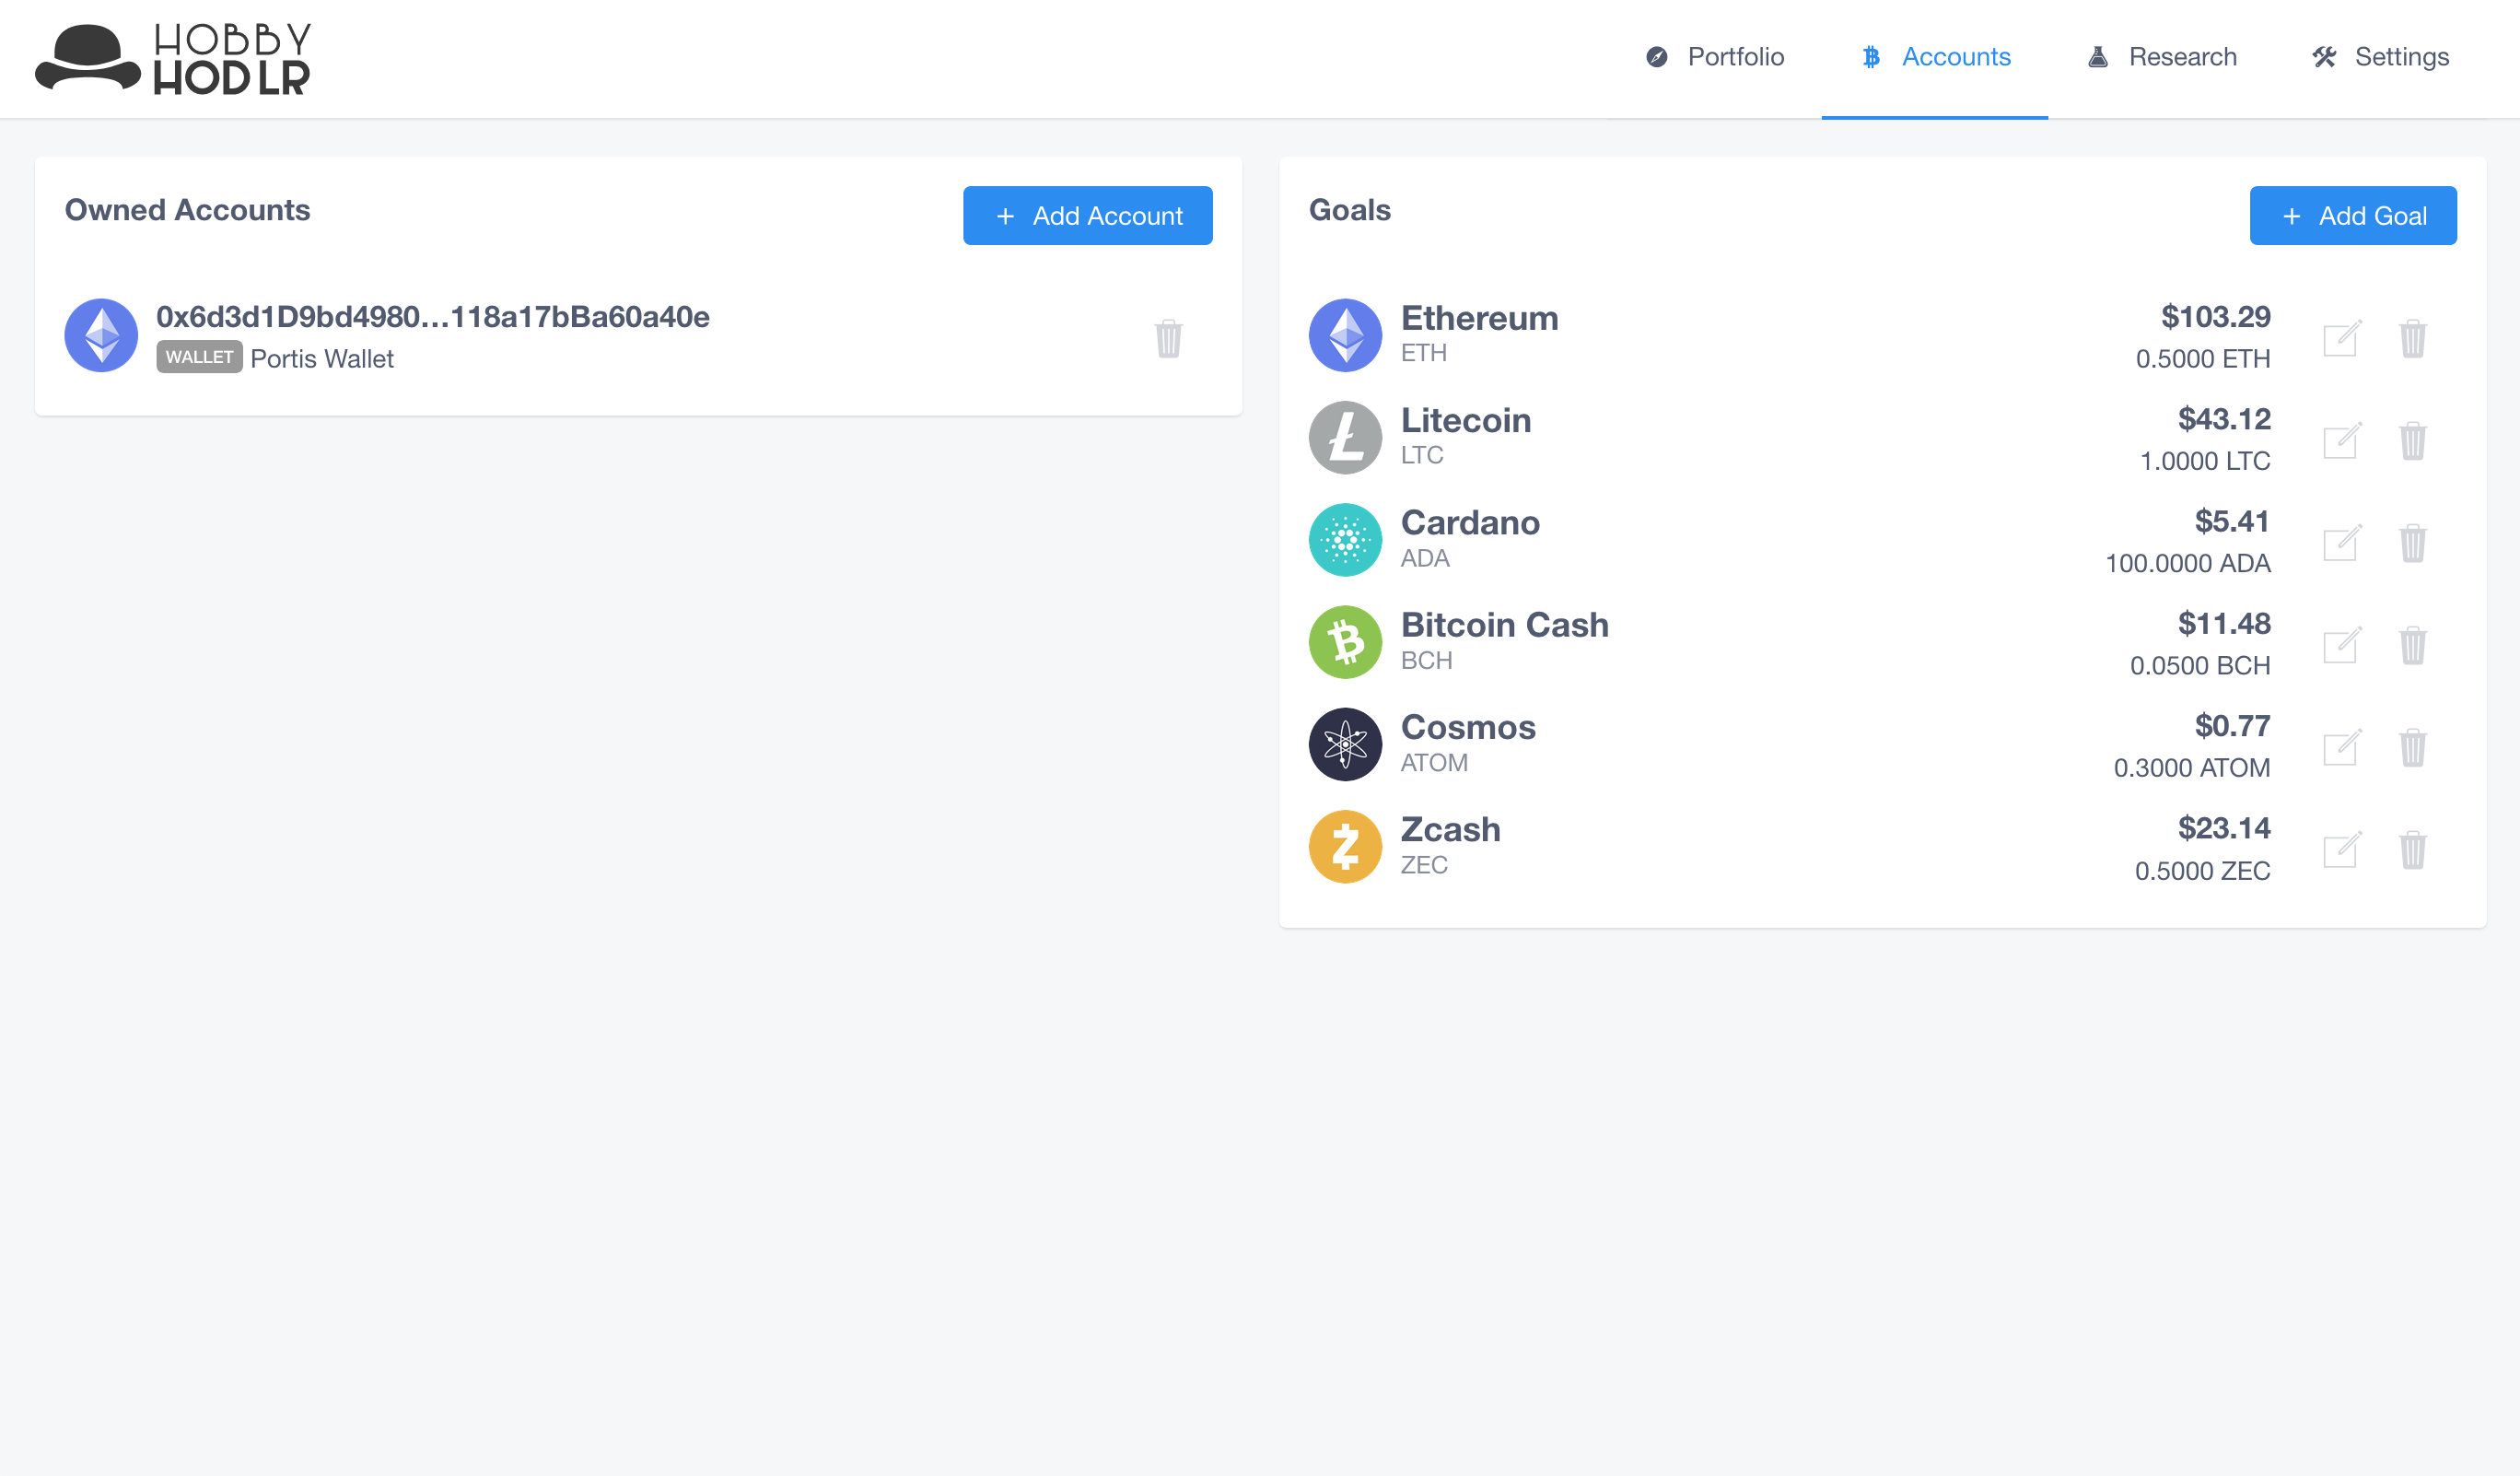 HOBBY
HODLR
Portfolio
Accounts
Research
Settings
Owned Accounts
+ Add Account
0x6d3d1D9bd4980…118a17bBa60a40e
WALLET Portis Wallet
Goals
+ Add Goal
Ethereum
ETH
$103.29
0.5000 ETH
Litecoin
LTC
$43.12
1.0000 LTC
Cardano
ADA
$5.41
100.0000 ADA
Bitcoin Cash
BCH
$11.48
0.0500 BCH
Cosmos
ATOM
$0.77
0.3000 ATOM
Zcash
ZEC
$23.14
0.5000 ZEC